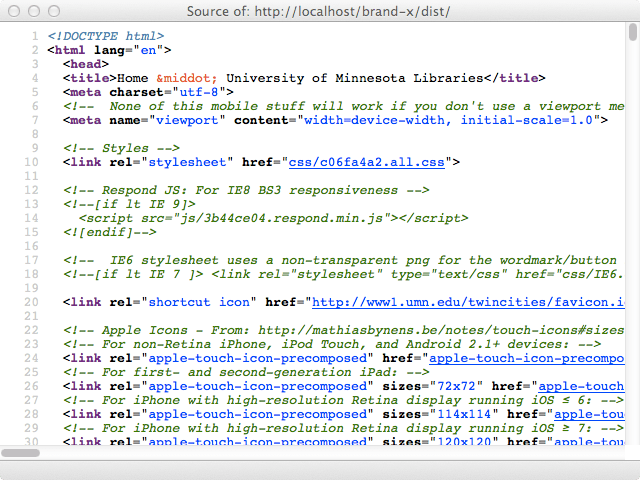 Source of: http://localhost/brand-x/dist/
1 <!DOCTYPE html>
2 <html lang="en">
3 <head>
4 <title>Home &middot; University of Minnesota Libraries</title>
5 <meta charset="utf-8">
6 <!-- None of this mobile stuff will work if you don't use a viewport me
7 <meta name="viewport" content="width=device-width, initial-scale=1.0">
8
9 <!-- Styles -->
10 <link rel="stylesheet" href="css/c06fa4a2.all.css">
11
12 <!-- Respond JS: For IE8 BS3 responsiveness -->
13 <!--[if lt IE 9]>
14 <script src="js/3b44ce04.respond.min.js"></script>
15 <![endif]-->
16
17 <!-- IE6 stylesheet uses a non-transparent png for the wordmark/button
18 <!--[if lt IE 7 ]> <link rel="stylesheet" type="text/css" href="css/IE6.
19
20 <link rel="shortcut icon" href="http://www1.umn.edu/twincities/favicon.i
21
22 <!-- Apple Icons - From: http://mathiasbynens.be/notes/touch-icons#sizes
23 <!-- For non-Retina iPhone, iPod Touch, and Android 2.1+ devices: -->
24 <link rel="apple-touch-icon-precomposed" href="apple-touch-icon-precompo
25 <!-- For first- and second-generation iPad: -->
26 <link rel="apple-touch-icon-precomposed" sizes="72x72" href="apple-touch
27 <!-- For iPhone with high-resolution Retina display running iOS ≤ 6: -->
28 <link rel="apple-touch-icon-precomposed" sizes="114x114" href="apple-tou
29 <!-- For iPhone with high-resolution Retina display running iOS ≥ 7: -->
30 <link rel="apple-touch-icon-precomposed" sizes="120x120" href="apple-tou